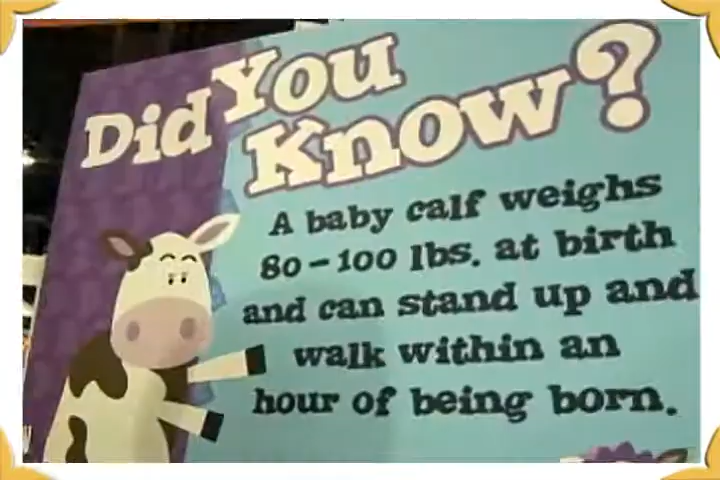 Did You
Know?
A baby calf weighs
80-100 lbs. at birth
and can stand up and
walk within an
hour of being born.